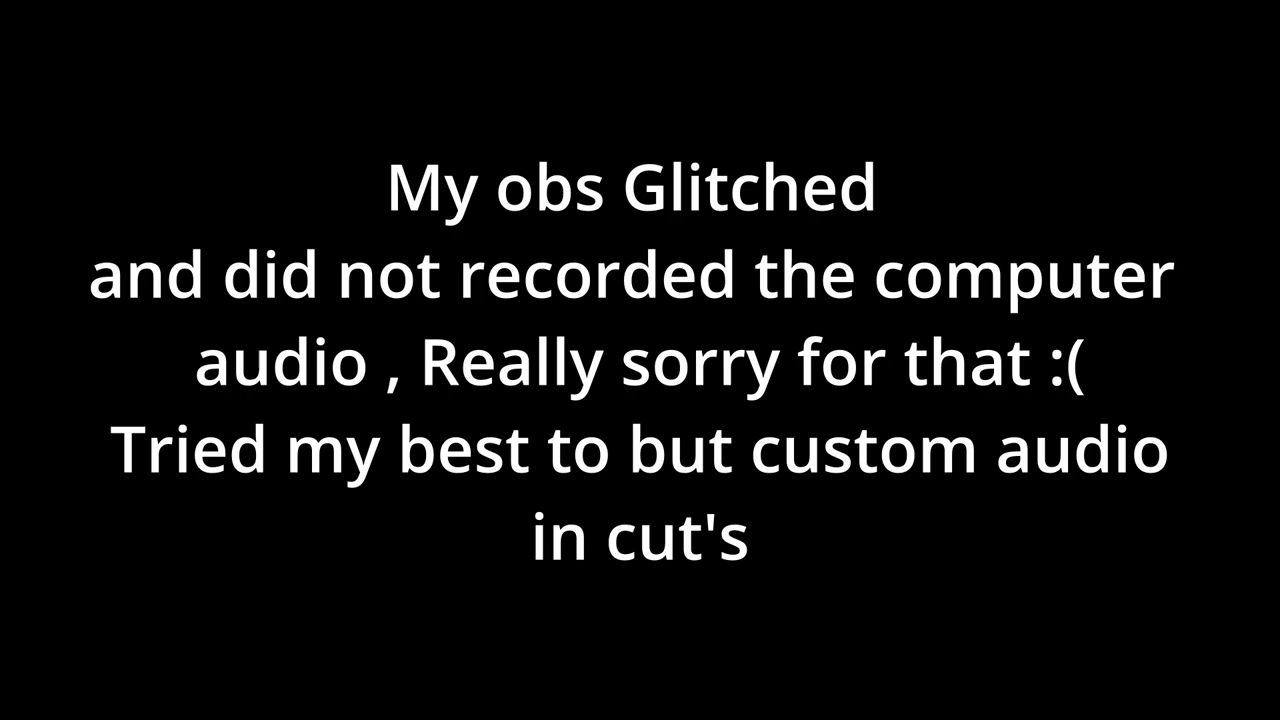 My obs Glitched
and did not recorded the computer
audio , Really sorry for that :(
Tried my best to but custom audio
in cut's